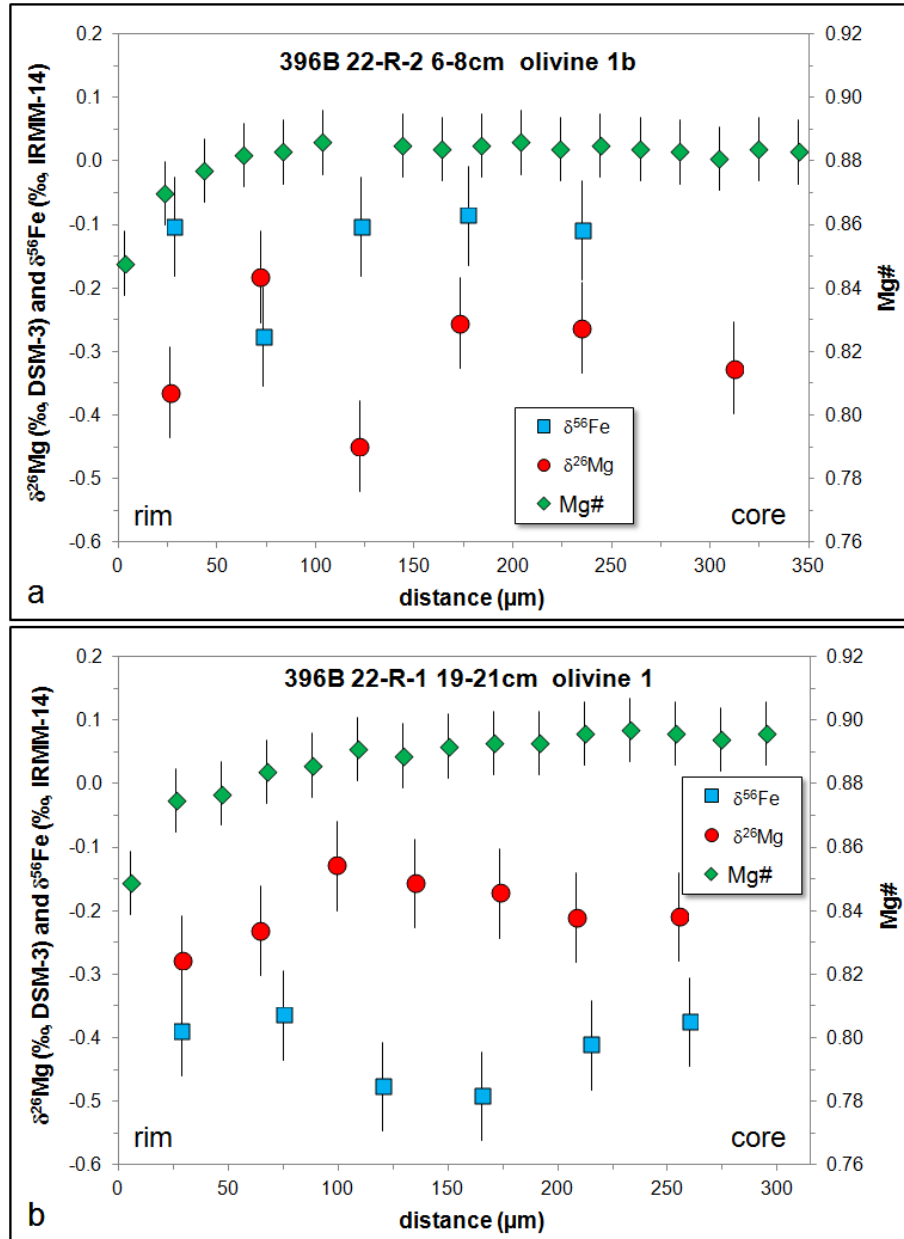 396B 22-R-2 6-8cm olivine 1b
δ26Mg (‰, DSM-3) and δ56Fe (‰, IRMM-14)
0.2
0.1
0.0
-0.1
-0.2
-0.3
-0.4
-0.5
-0.6
0.92
0.90
0.88
0.86
0.84
0.82
0.80
0.78
0.76
Mg#
δ56Fe
δ26Mg
Mg#
rim
core
0 50 100 150 200 250 300 350
distance (µm)
a
396B 22-R-1 19-21cm olivine 1
δ26Mg (‰, DSM-3) and δ56Fe (‰, IRMM-14)
0.2
0.1
0.0
-0.1
-0.2
-0.3
-0.4
-0.5
-0.6
0.92
0.90
0.88
0.86
0.84
0.82
0.80
0.78
0.76
Mg#
δ56Fe
δ26Mg
Mg#
rim
core
0 50 100 150 200 250 300
distance (µm)
b